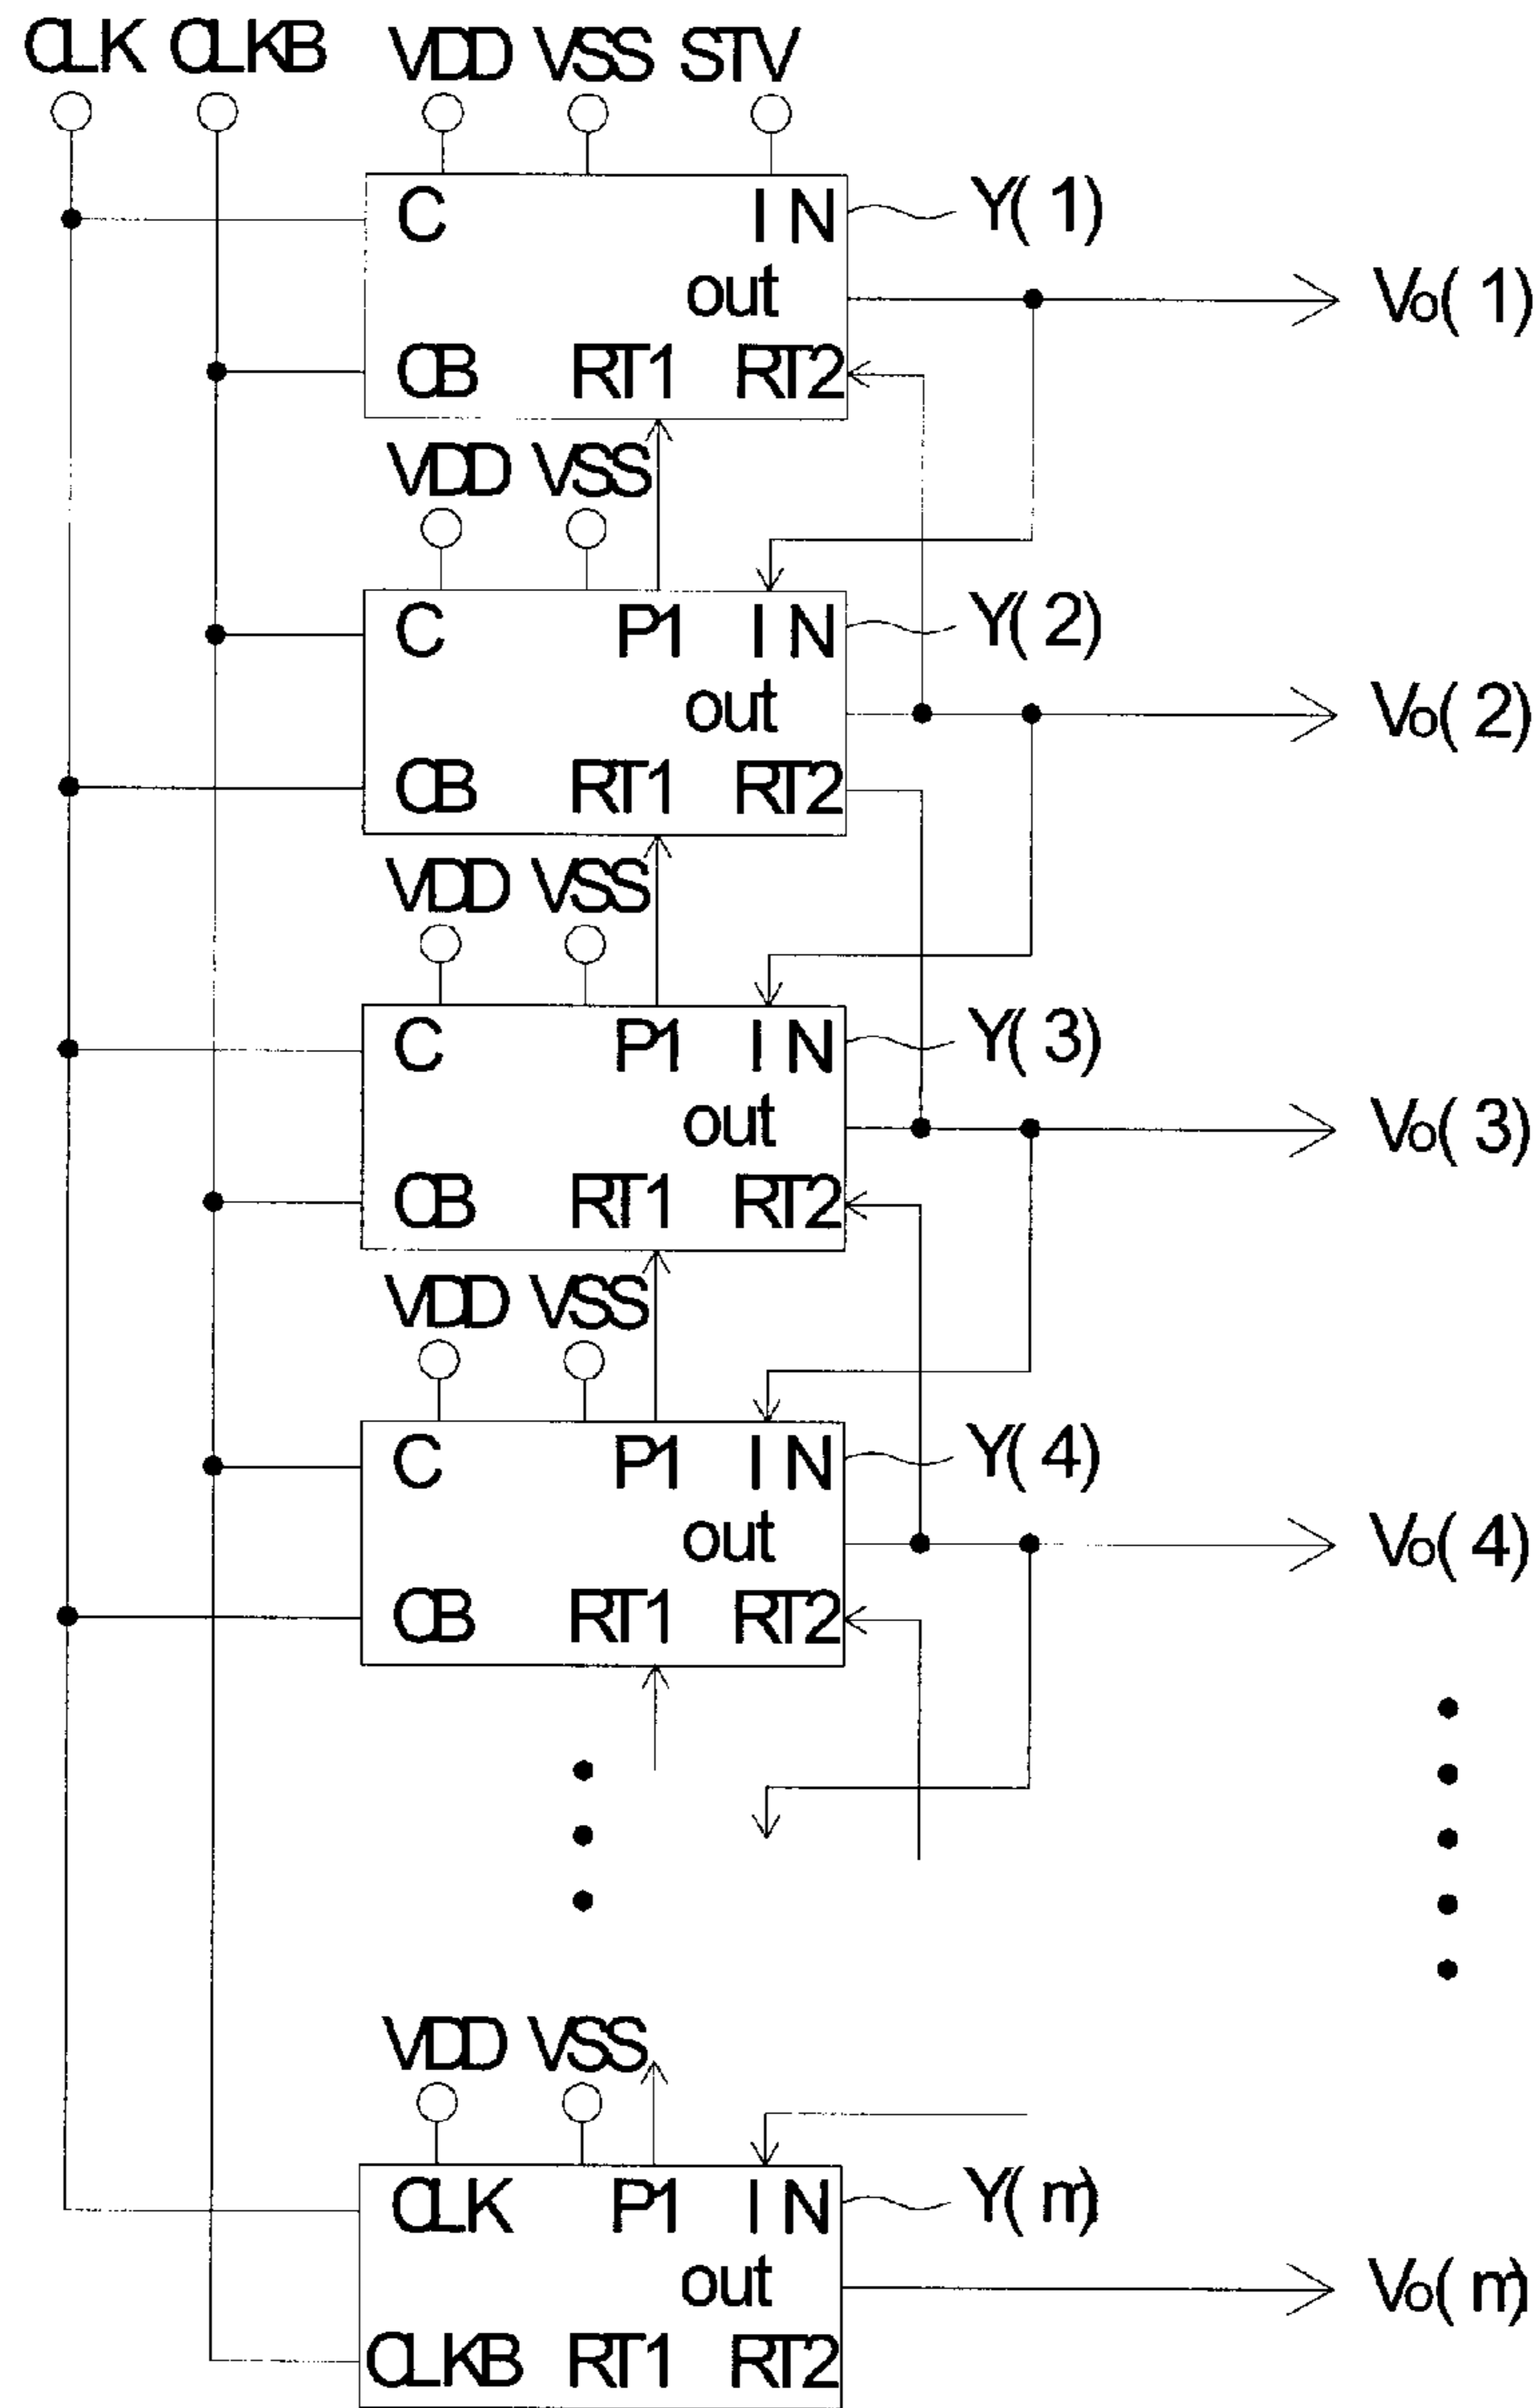 CLK CLKB VDD VSS STV
C IN Y(1)
out Vo(1)
CB RT1 RT2
VDD VSS
C P1 IN Y(2)
out Vo(2)
CB RT1 RT2
VDD VSS
C P1 IN Y(3)
out Vo(3)
CB RT1 RT2
VDD VSS
C P1 IN Y(4)
out Vo(4)
CB RT1 RT2
VDD VSS
CLK P1 IN Y(m)
out Vo(m)
CLKB RT1 RT2